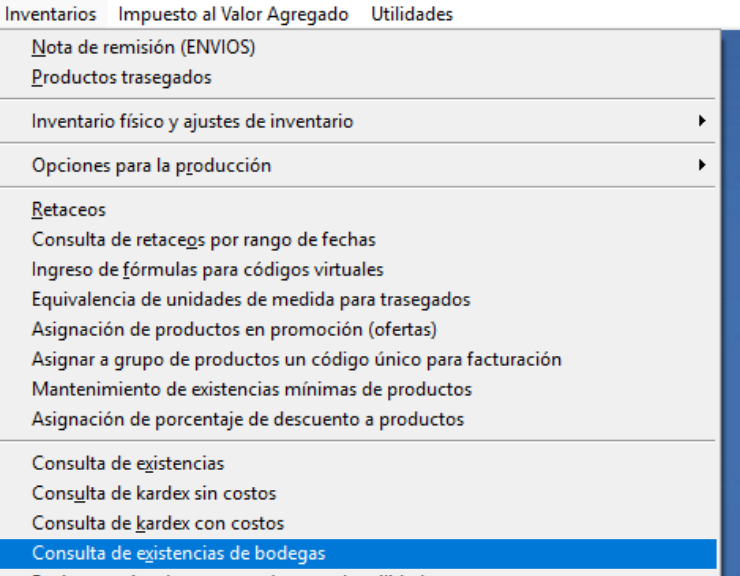 Inventarios Impuesto al Valor Agregado Utilidades
Nota de remisión (ENVIOS)
Productos trasegados
Inventario físico y ajustes de inventario
Opciones para la producción
Retaceos
Consulta de retaceos por rango de fechas
Ingreso de fórmulas para códigos virtuales
Equivalencia de unidades de medida para trasegados
Asignación de productos en promoción (ofertas)
Asignar a grupo de productos un código único para facturación
Mantenimiento de existencias mínimas de productos
Asignación de porcentaje de descuento a productos
Consulta de existencias
Consulta de kardex sin costos
Consulta de kardex con costos
Consulta de existencias de bodegas